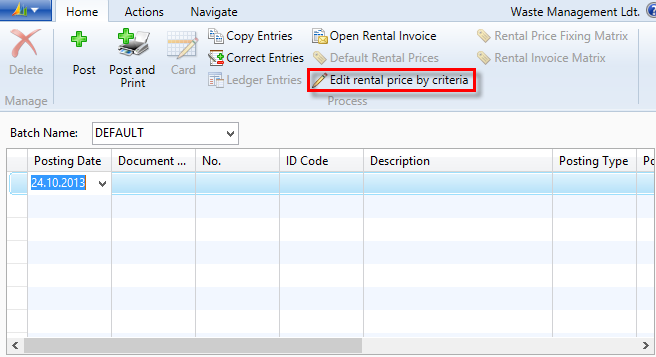 Home Actions Navigate Waste Management Ldt.
Copy Entries Open Rental Invoice Rental Price Fixing Matrix
Correct Entries Default Rental Prices Rental Invoice Matrix
Delete Post Post and Print Card Ledger Entries Edit rental price by criteria
Manage Process
Batch Name: DEFAULT
Posting Date Document ... No. ID Code Description Posting Type Po
24.10.2013